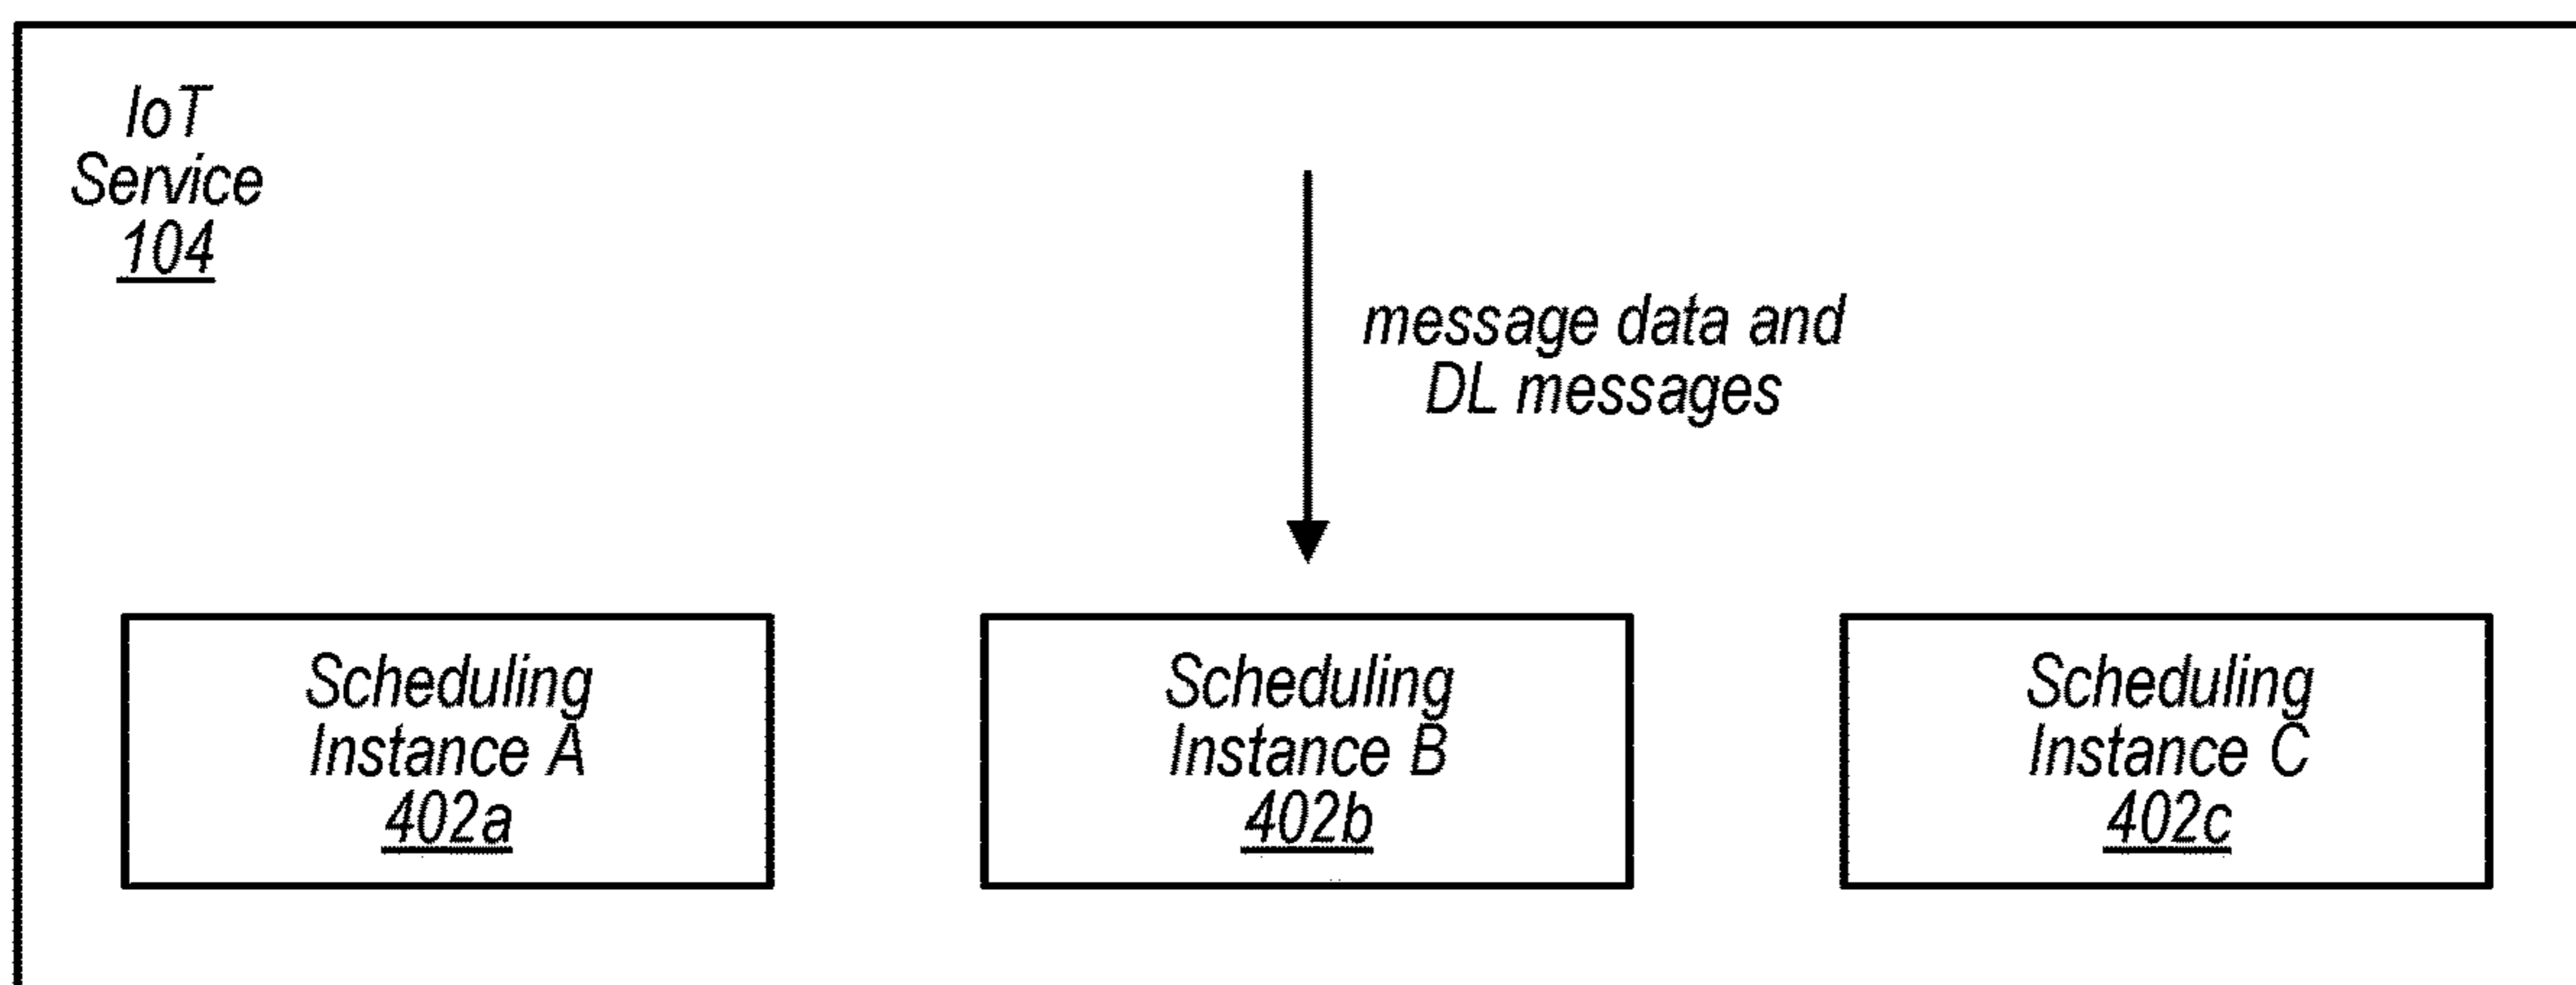 IoT
Service
104
message data and
DL messages
Scheduling
Instance A
402a
Scheduling
Instance B
402b
Scheduling
Instance C
402c